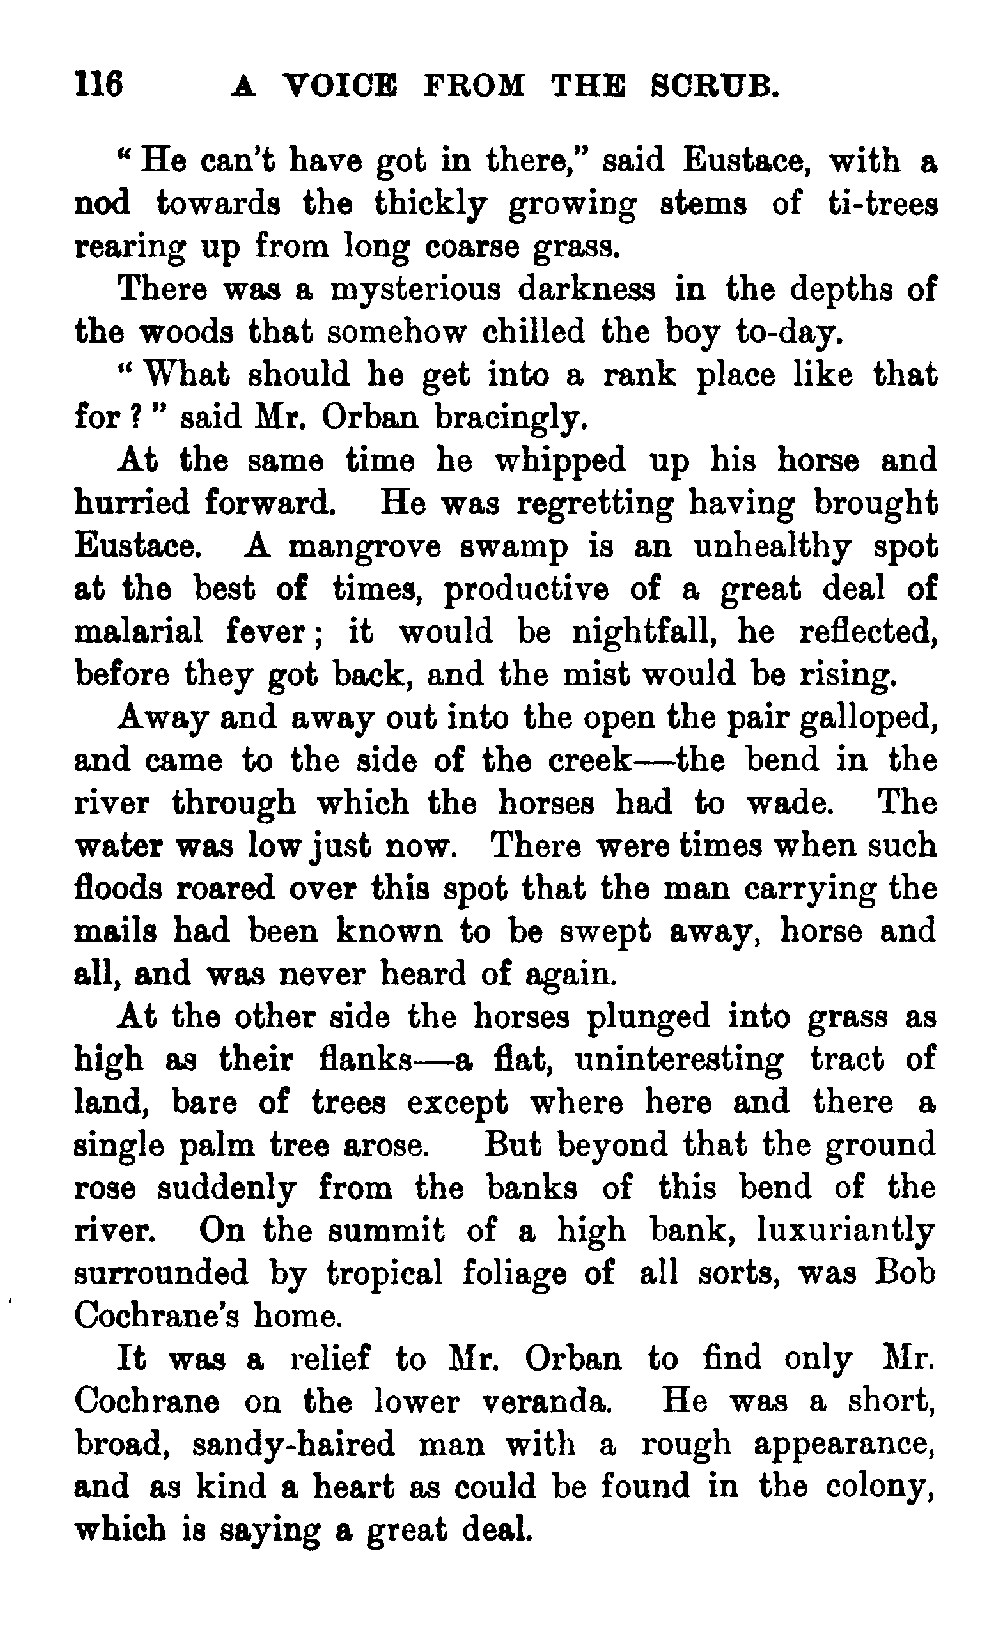 116 A VOICE FROM THE SCRUB.
“ He can’t have got in there,” said Eustace, with a
nod towards the thickly growing stems of ti-trees
rearing up from long coarse grass.
There was a mysterious darkness in the depths of
the woods that somehow chilled the boy to-day.
“ What should he get into a rank place like that
for ? ” said Mr. Orban bracingly.
At the same time he whipped up his horse and
hurried forward. He was regretting having brought
Eustace. A mangrove swamp is an unhealthy spot
at the best of times, productive of a great deal of
malarial fever ; it would be nightfall, he reflected,
before they got back, and the mist would be rising.
Away and away out into the open the pair galloped,
and came to the side of the creek—the bend in the
river through which the horses had to wade. The
water was low just now. There were times when such
floods roared over this spot that the man carrying the
mails had been known to be swept away, horse and
all, and was never heard of again.
At the other side the horses plunged into grass as
high as their flanks—a flat, uninteresting tract of
land, bare of trees except where here and there a
single palm tree arose. But beyond that the ground
rose suddenly from the banks of this bend of the
river. On the summit of a high bank, luxuriantly
surrounded by tropical foliage of all sorts, was Bob
Cochrane’s home.
It was a relief to Mr. Orban to find only Mr.
Cochrane on the lower veranda. He was a short,
broad, sandy-haired man with a rough appearance,
and as kind a heart as could be found in the colony,
which is saying a great deal.